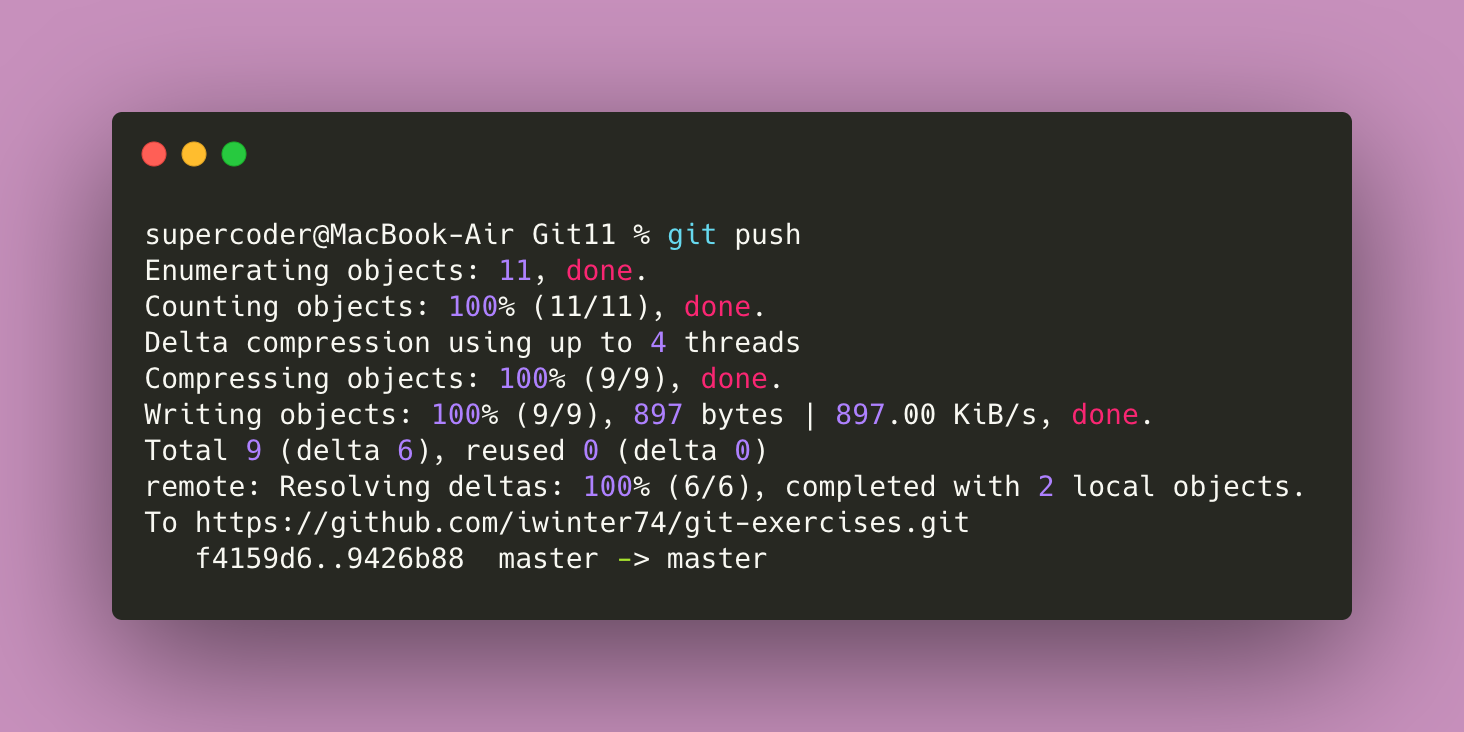 supercoder@MacBook-Air Git11 % git push
Enumerating objects: 11, done.
Counting objects: 100% (11/11), done.
Delta compression using up to 4 threads
Compressing objects: 100% (9/9), done.
Writing objects: 100% (9/9), 897 bytes | 897.00 KiB/s, done.
Total 9 (delta 6), reused 0 (delta 0)
remote: Resolving deltas: 100% (6/6), completed with 2 local objects.
To https://github.com/iwinter74/git-exercises.git
   f4159d6..9426b88  master -> master